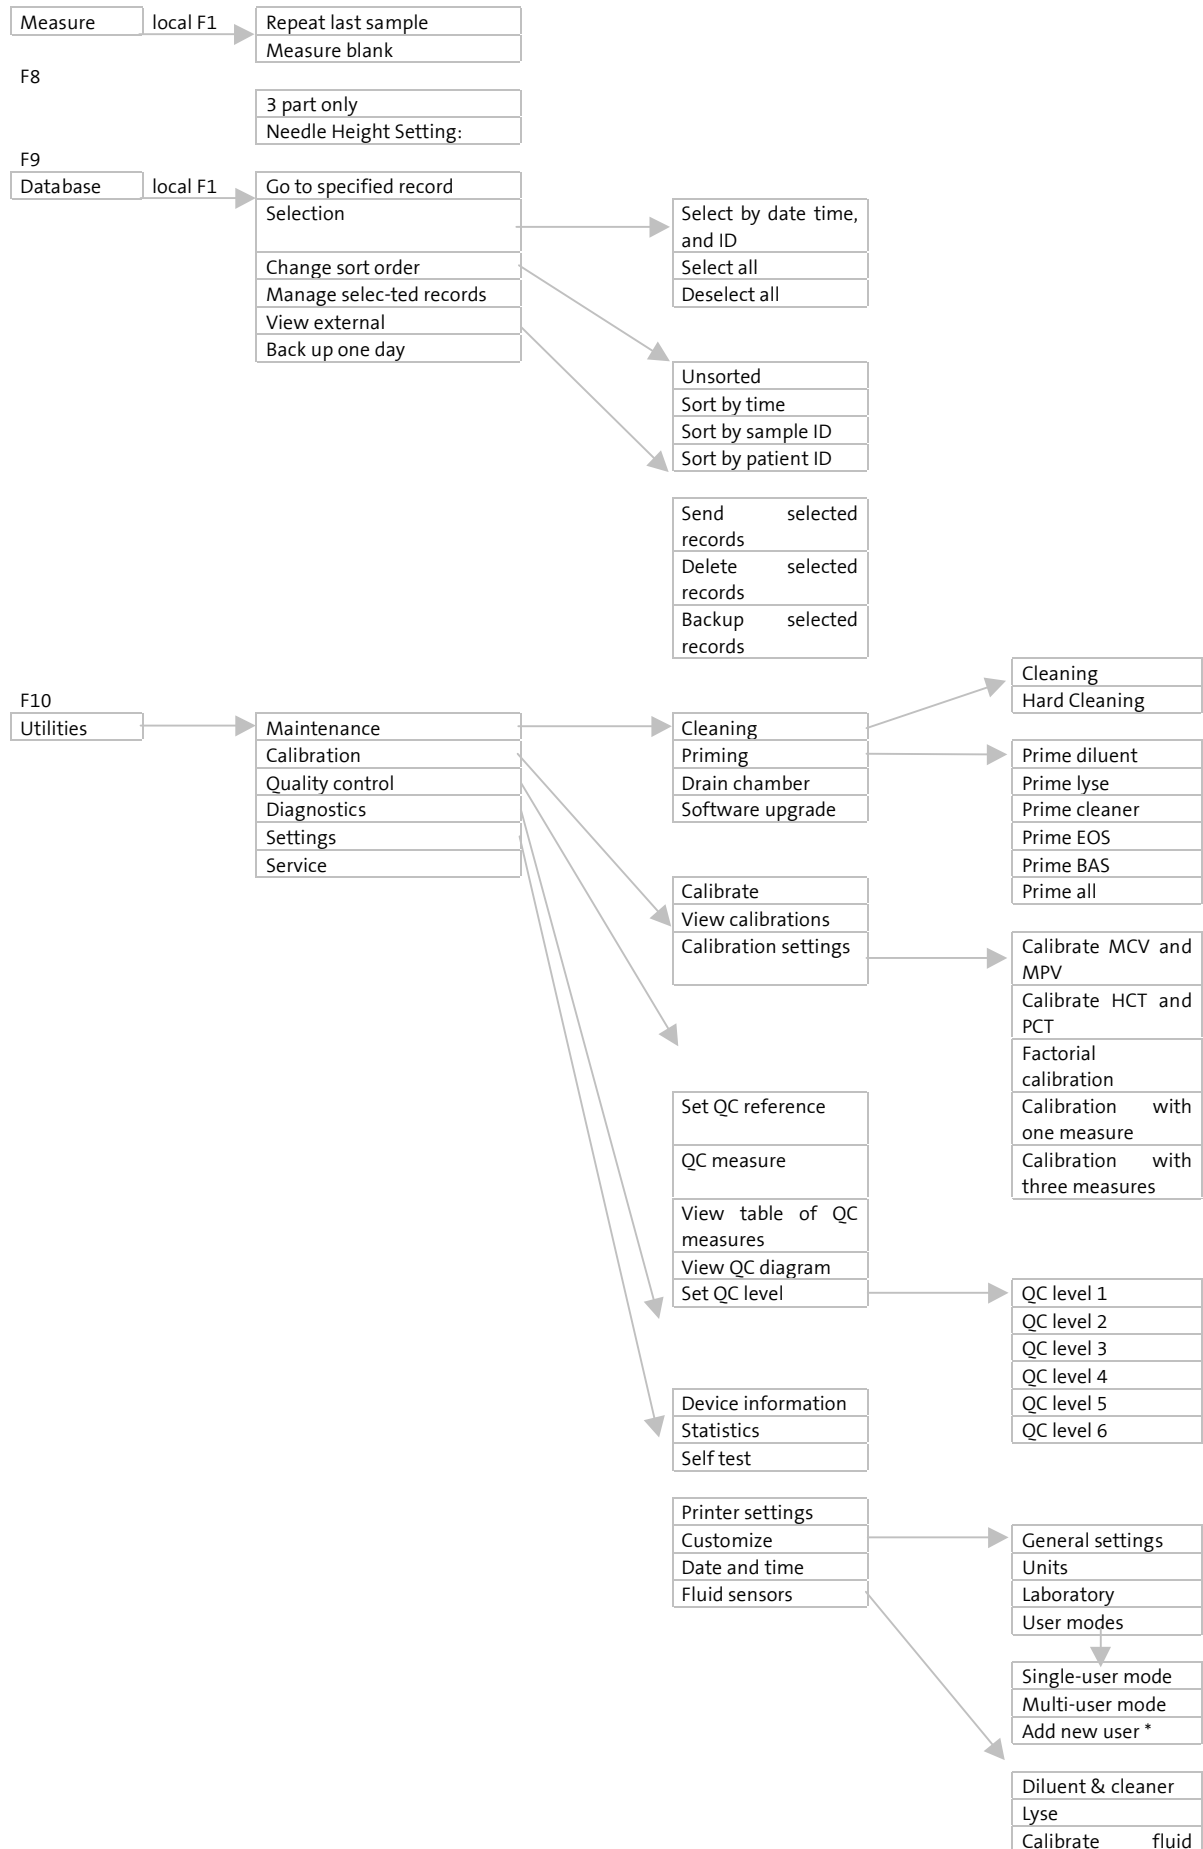 Measure local F1 Repeat last sample
Measure blank
F8
3 part only
Needle Height Setting:
F9
Database local F1 Go to specified record
Selection
Select by date time,
and ID
Select all
Deselect all
Change sort order
Manage selec-ted records
View external
Back up one day
Unsorted
Sort by time
Sort by sample ID
Sort by patient ID
Send selected
records
Delete selected
records
Backup selected
records
F10
Utilities
Maintenance
Calibration
Quality control
Diagnostics
Settings
Service
Cleaning
Priming
Drain chamber
Software upgrade
Cleaning
Hard Cleaning
Prime diluent
Prime lyse
Prime cleaner
Prime EOS
Prime BAS
Prime all
Calibrate
View calibrations
Calibration settings
Calibrate MCV and
MPV
Calibrate HCT and
PCT
Factorial
calibration
Calibration with
one measure
Calibration with
three measures
Set QC reference
QC measure
View table of QC
measures
View QC diagram
Set QC level
QC level 1
QC level 2
QC level 3
QC level 4
QC level 5
QC level 6
Device information
Statistics
Self test
Printer settings
Customize
Date and time
Fluid sensors
General settings
Units
Laboratory
User modes
Single-user mode
Multi-user mode
Add new user *
Diluent & cleaner
Lyse
Calibrate fluid